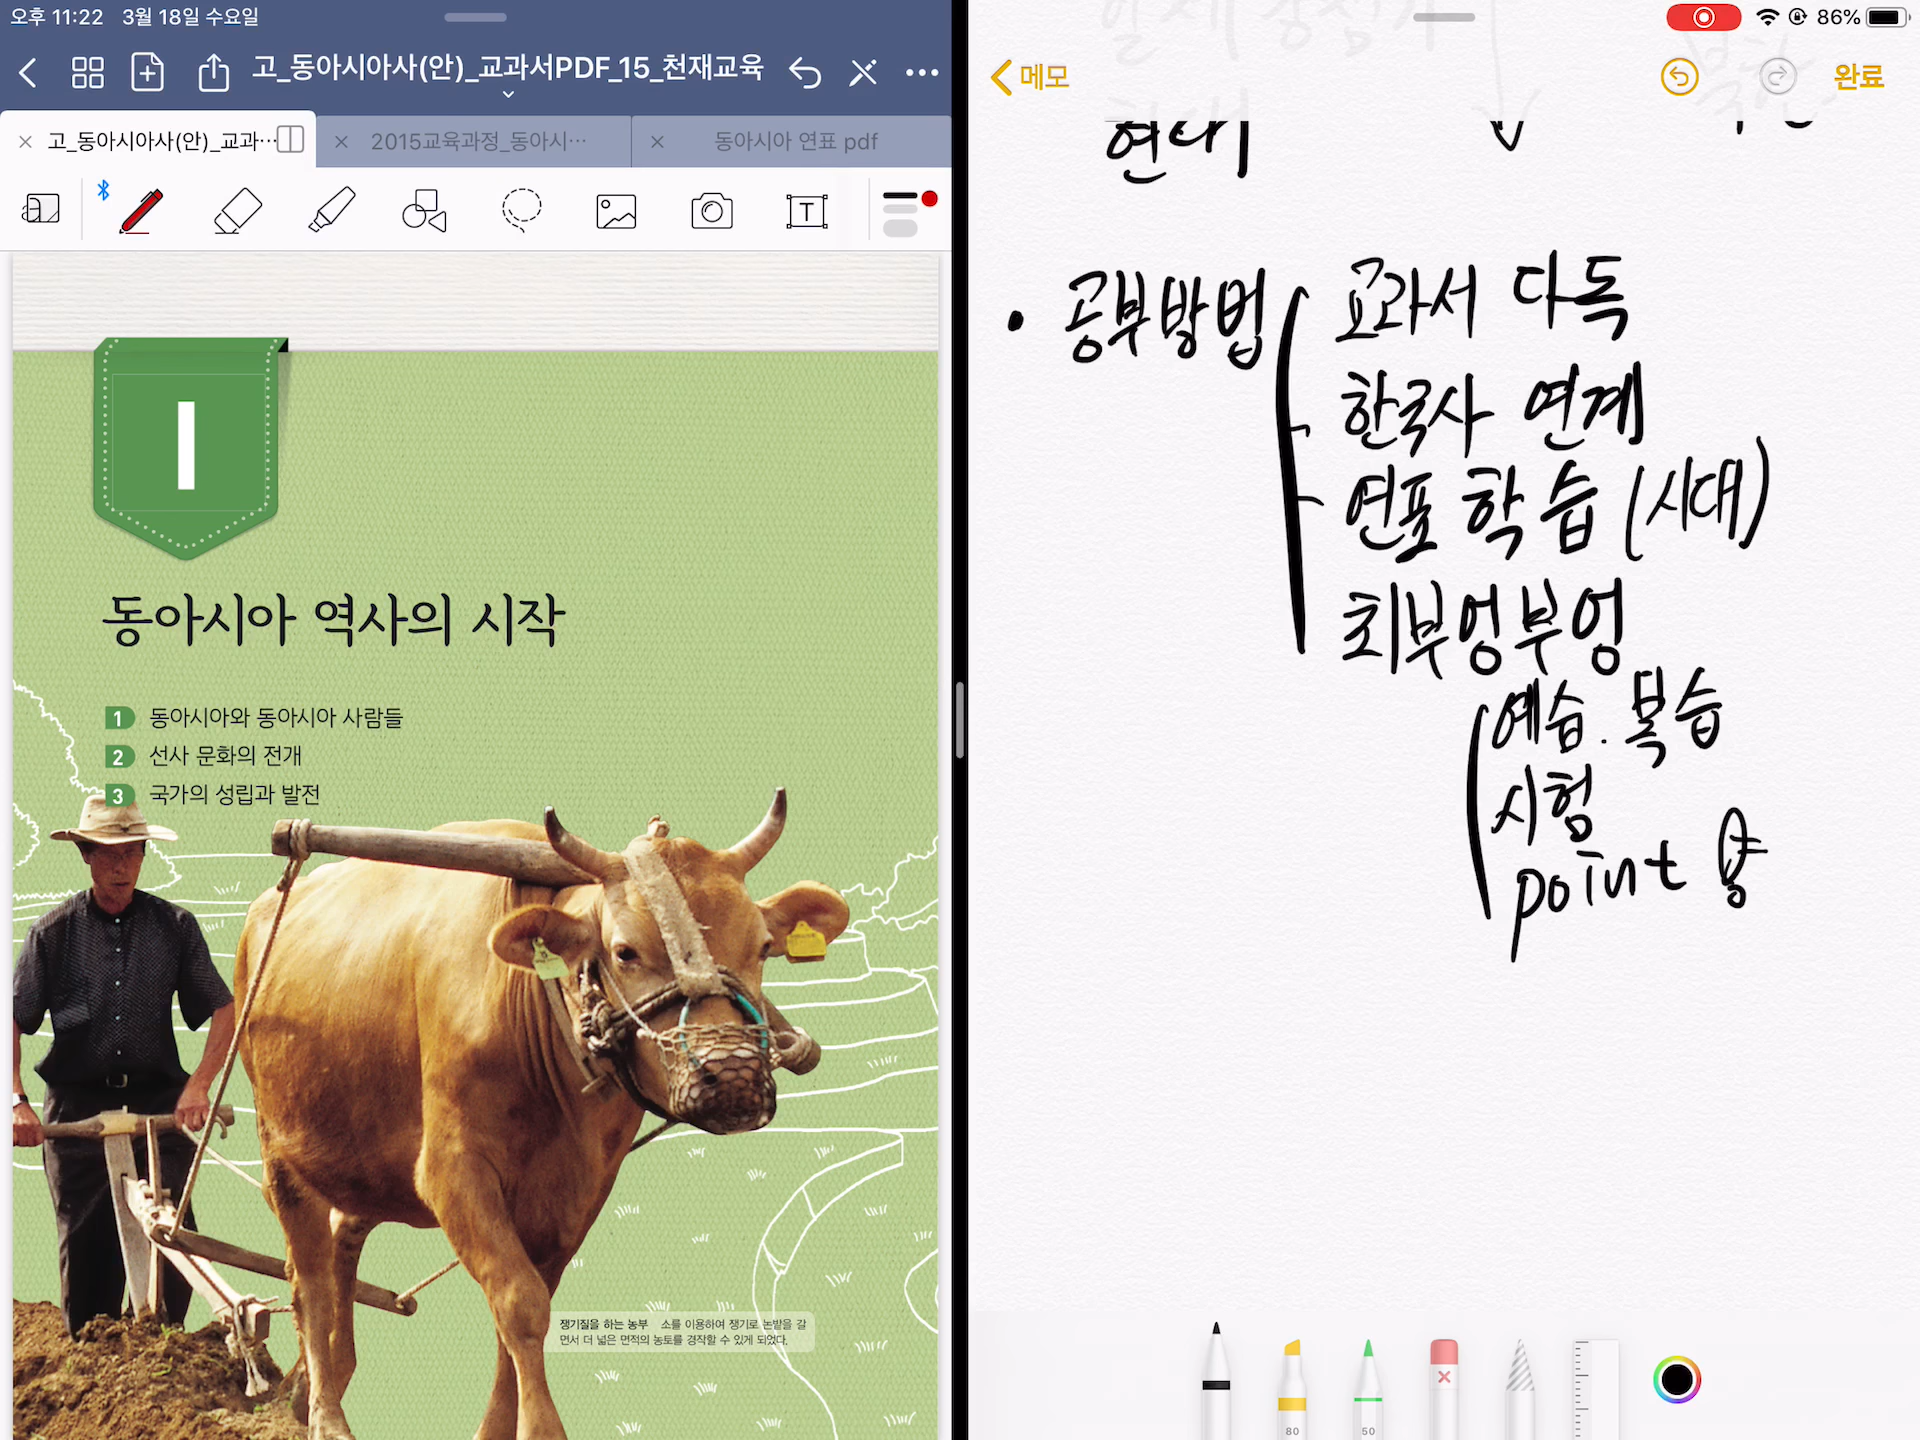 오후 11:22 3월 18일 수요일
86%
고_동아시아사(안)_교과서PDF_15_천재교육
고_동아시아사(안)_교과…
2015교육과정_동아시…
동아시아 연표 pdf
T
I
동아시아 역사의 시작
1 동아시아와 동아시아 사람들
2 선사 문화의 전개
3 국가의 성립과 발전
쟁기질을 하는 농부 소를 이용하여 쟁기로 논밭을 갈
면서 더 넓은 면적의 농토를 경작할 수 있게 되었다.
메모
완료
현대
• 공부방법
교과서 다독
한국사 연계
연표 학습 (시대)
최부엉부엉
예습. 복습
시험
point
80
50